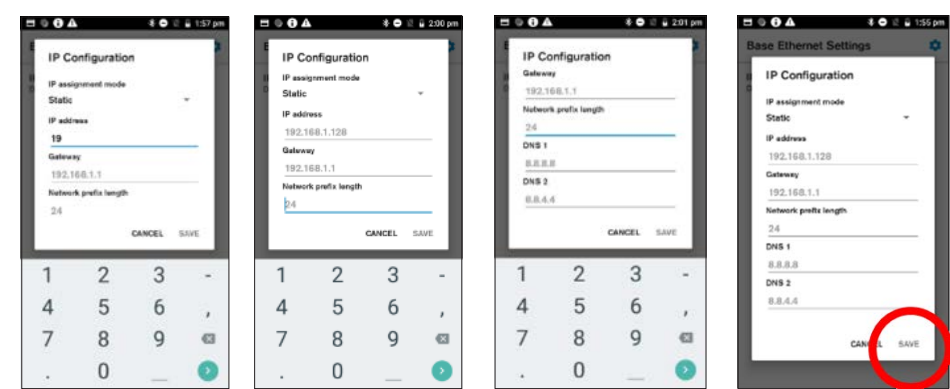 1:57 pm
IP Configuration
IP assignment mode
Static
IP address
19
Gateway
192.168.1.1
Network prefix length
24
CANCEL SAVE
1 2 3 -
4 5 6 ,
7 8 9
. 0 _
2:00 pm
IP Configuration
IP assignment mode
Static
IP address
192.168.1.128
Gateway
192.168.1.1
Network prefix length
24
CANCEL SAVE
1 2 3 -
4 5 6 ,
7 8 9
. 0 _
2:01 pm
IP Configuration
Gateway
192.168.1.1
Network prefix length
24
DNS 1
8.8.8.8
DNS 2
8.8.4.4
CANCEL SAVE
1 2 3 -
4 5 6 ,
7 8 9
. 0 _
1:55 pm
Base Ethernet Settings
IP Configuration
IP assignment mode
Static
IP address
192.168.1.128
Gateway
192.168.1.1
Network prefix length
24
DNS 1
8.8.8.8
DNS 2
8.8.4.4
CANCEL SAVE